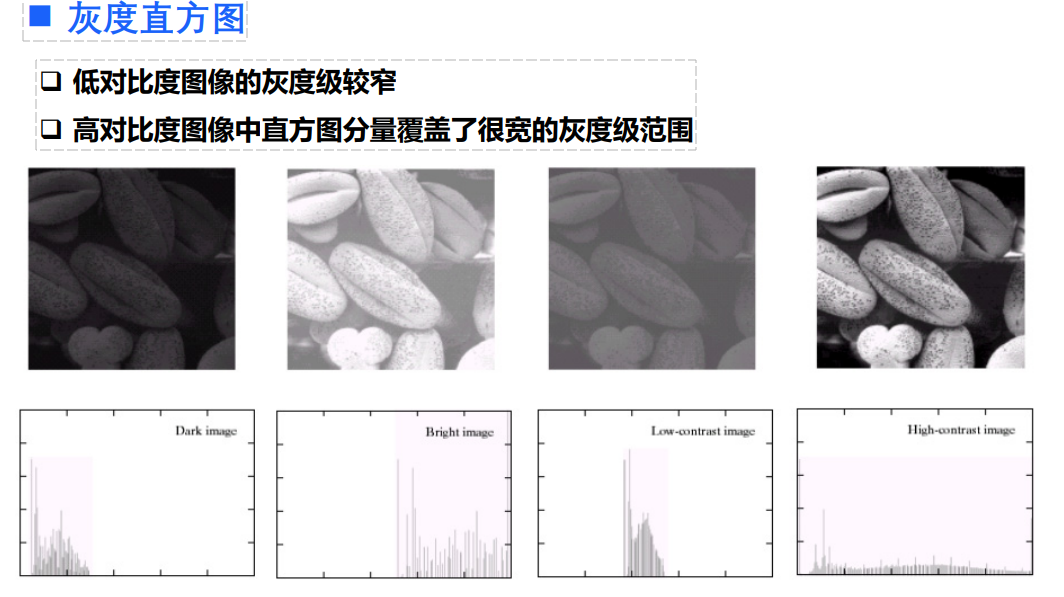 灰度直方图
低对比度图像的灰度级较窄
高对比度图像中直方图分量覆盖了很宽的灰度级范围
Dark image
Bright image
Low-contrast image
High-contrast image